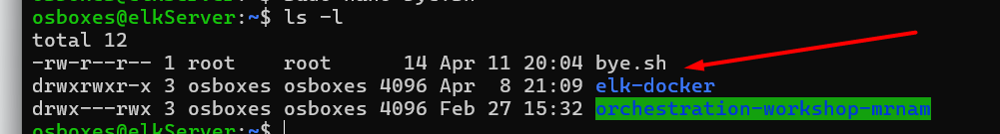 osboxes@elkServer:~$ ls -l
total 12
-rw-r--r-- 1 root    root      14 Apr 11 20:04 bye.sh
drwxrwxr-x 3 osboxes osboxes 4096 Apr  8 21:09 elk-docker
drwx---rwx 3 osboxes osboxes 4096 Feb 27 15:32 orchestration-workshop-mrnam
osboxes@elkServer:~$